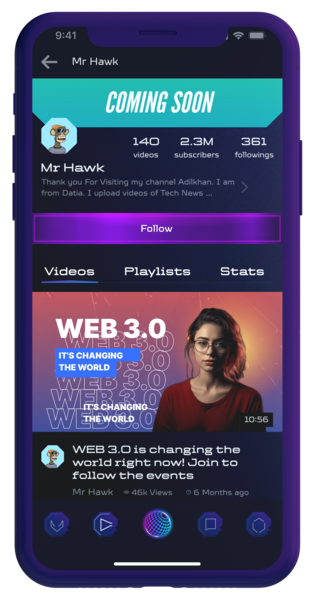 9:41
Mr Hawk
COMING SOON
140 2.3M 361
videos subscribers followings
Mr Hawk
Thank you For Visiting my channel Adilkhan. I am
from Datia. I upload videos of Tech News ...
Follow
Videos Playlists Stats
WEB 3.0
WEB 3.0
IT'S CHANGING
THE WORLD
WEB 3.0
WEB 3.0
WEB 3.0
IT'S CHANGING
THE WORLD
10:56
WEB 3.0 is changing the
world right now! Join to
follow the events
Mr Hawk 46k Views 6 Months ago